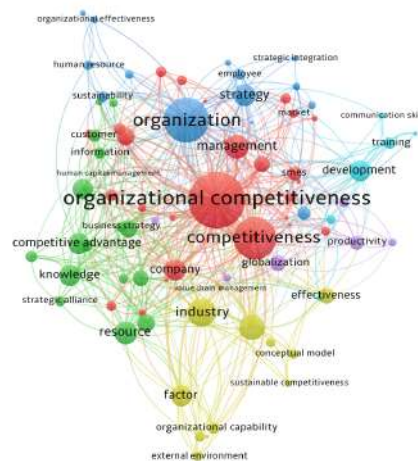 organizational effectiveness
strategic integration
human resource
employee
sustainability
strategy
organization
market
communication ski
customer
training
management
information
smes
development
human capital management
organizational competitiveness
business strategy
competitiveness
competitive advantage
productivity
globalization
company
knowledge
value chain management
effectiveness
strategic alliance
industry
resource
conceptual model
sustainable competitiveness
factor
organizational capability
external environment